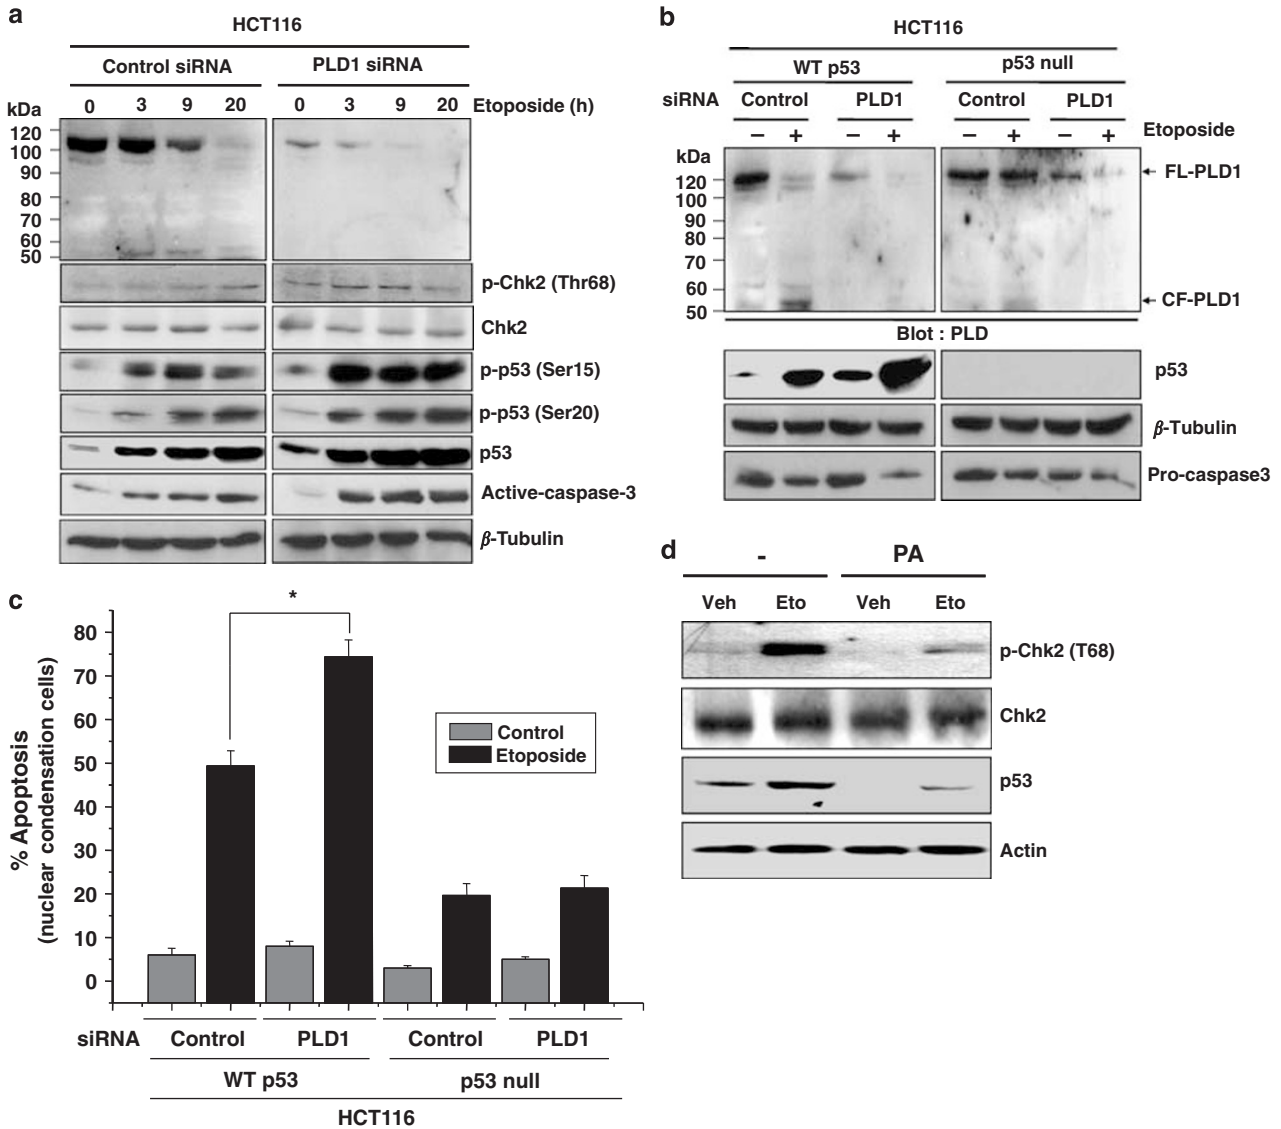 a
HCT116
Control siRNA PLD1 siRNA
kDa 0 3 9 20 0 3 9 20 Etoposide (h)
120
100
90
80
70
60
50
p-Chk2 (Thr68)
Chk2
p-p53 (Ser15)
p-p53 (Ser20)
p53
Active-caspase-3
β-Tubulin
b
HCT116
WT p53 p53 null
siRNA Control PLD1 Control PLD1
− + − + − + − + Etoposide
kDa
120
100
90
80
70
60
50
FL-PLD1
CF-PLD1
Blot : PLD
p53
β-Tubulin
Pro-caspase3
c
*
% Apoptosis
(nuclear condensation cells)
80
70
60
50
40
30
20
10
0
Control
Etoposide
siRNA Control PLD1 Control PLD1
WT p53 p53 null
HCT116
d
- PA
Veh Eto Veh Eto
p-Chk2 (T68)
Chk2
p53
Actin